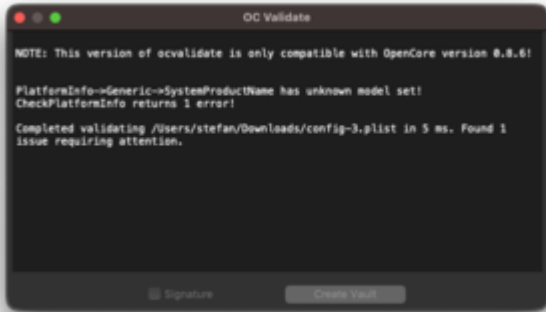 OC Validate
NOTE: This version of ocvalidate is only compatible with OpenCore version 0.8.6!
PlatformInfo->Generic->SystemProductName has unknown model set!
CheckPlatformInfo returns 1 error!
Completed validating /Users/stefan/Downloads/config-3.plist in 5 ms. Found 1
issue requiring attention.
Signature
Create Vault